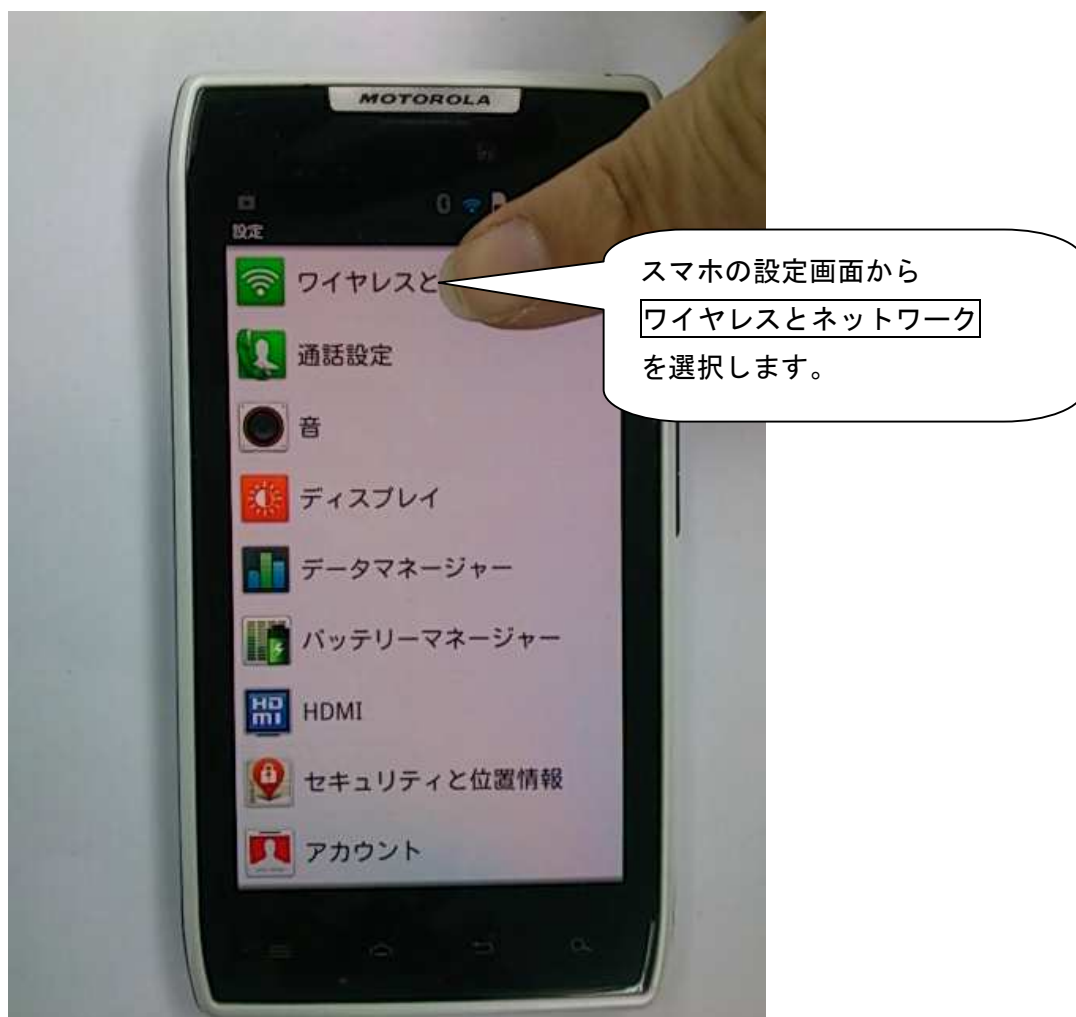 MOTOROLA
設定
ワイヤレスと
通話設定
音
ディスプレイ
データマネージャー
バッテリーマネージャー
HD
mi
HDMI
セキュリティと位置情報
アカウント
スマホの設定画面から
ワイヤレスとネットワーク
を選択します。